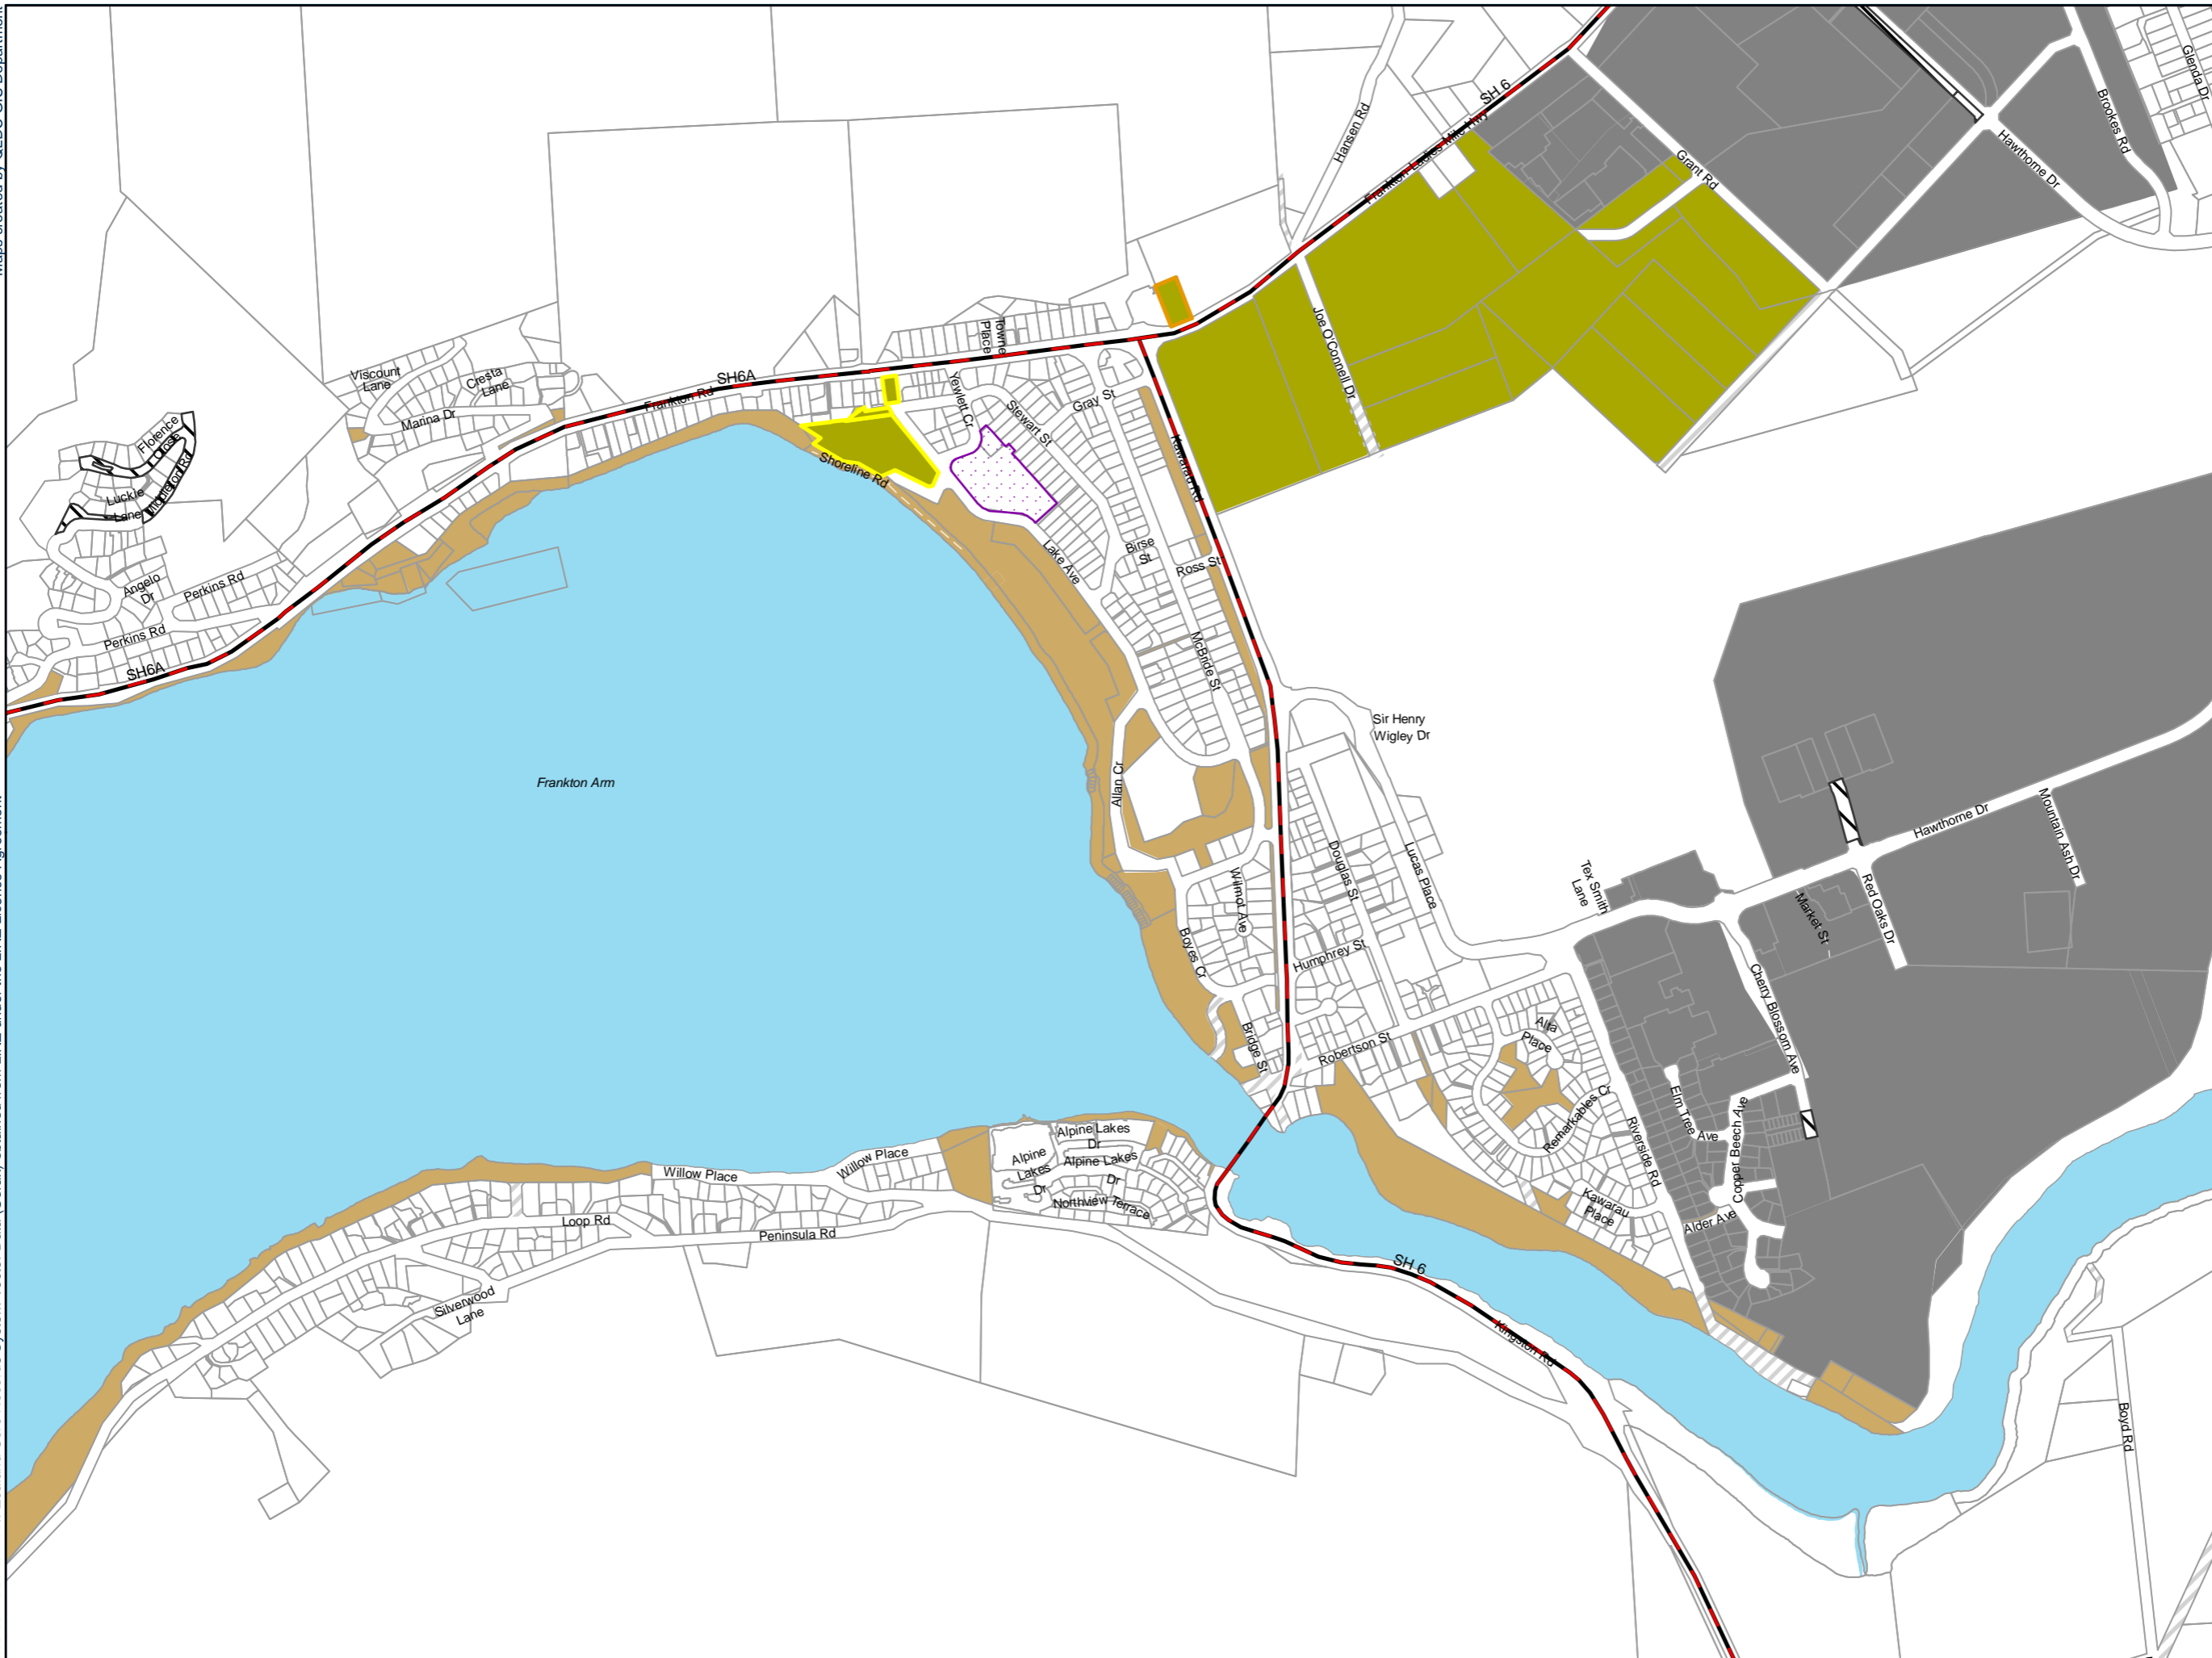 SH 6
Frankton-Ladies Mile Hwy
Hansen Rd
Grant Rd
Hawthorne Dr
Brookes Rd
Glenda Dr
Joe O'Connell Dr
Towne
Place
Viscount
Lane
Cresta
Lane
Marina Dr
SH6A
Frankton Rd
Yewlett Cr
Stewart St
Gray St
Kawarau Rd
Florence
Close
Middleton Rd
Luckie
Lane
Shoreline Rd
Lake Ave
Birse
St
Ross St
Angelo
Dr
Perkins Rd
Perkins Rd
SH6A
McBride St
Sir Henry
Wigley Dr
Frankton Arm
Allan Cr
Hawthorne Dr
Mountain Ash Dr
Douglas St
Lucas Place
Tex Smith
Lane
Wilmot Ave
Market St
Red Oaks Dr
Boyes Cr
Humphrey St
Cherry Blossom Ave
Bridge St
Robertson St
Alta
Place
Elm Tree Ave
Copper Beech Ave
Remarkables Cr
Riverside Rd
Alpine Lakes
Dr
Alpine
Lakes
Dr
Alpine Lakes
Dr
Northview Terrace
Willow Place
Willow Place
Loop Rd
Peninsula Rd
Silverwood
Lane
Kawarau
Place
Alder Ave
SH 6
Kingston Rd
Boyd Rd